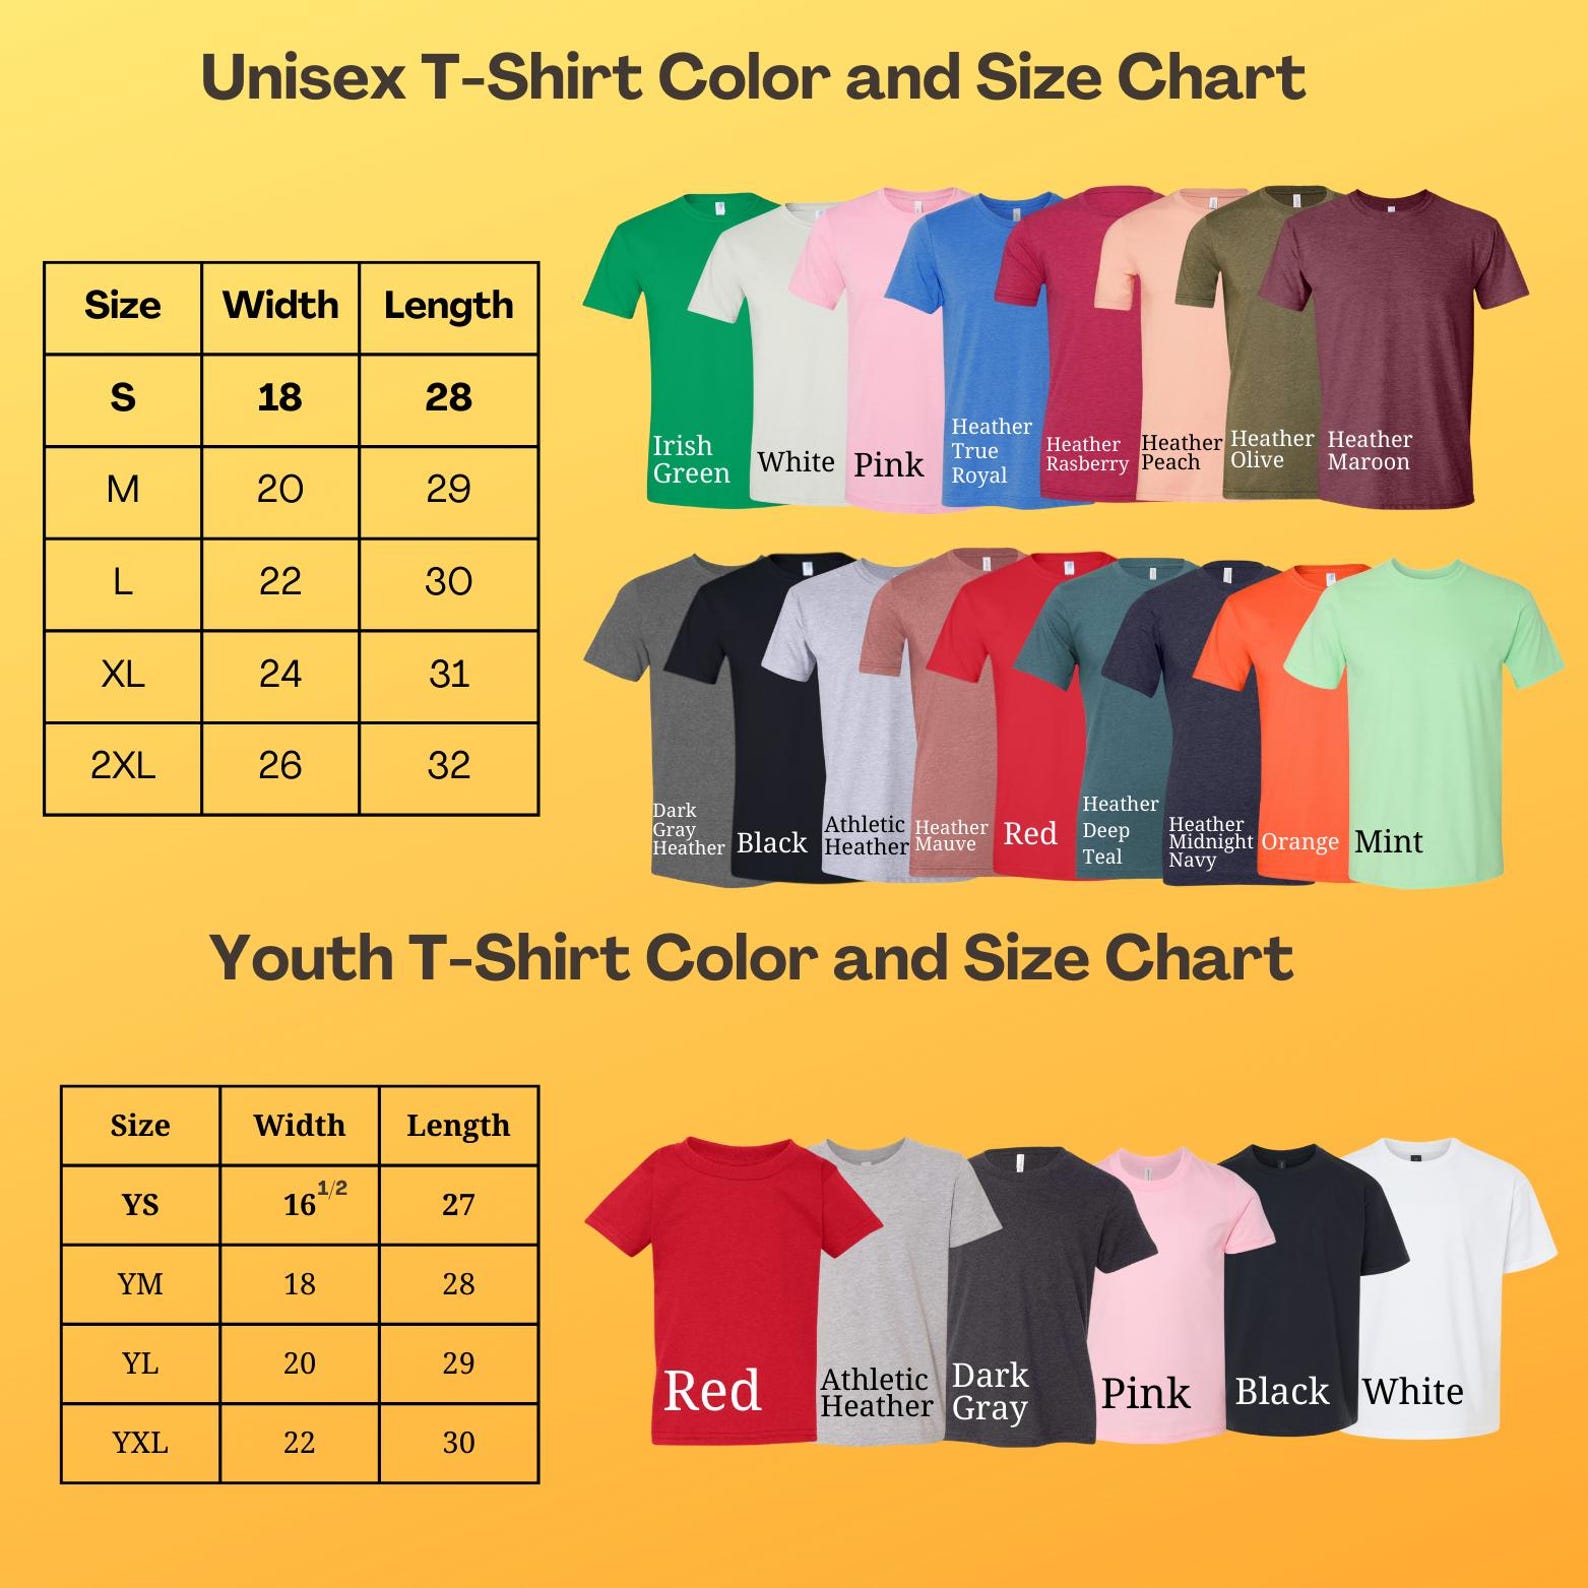 Unisex T-Shirt Color and Size Chart
Size Width Length
S 18 28
M 20 29
L 22 30
XL 24 31
2XL 26 32
Irish
Green
White
Pink
Heather
True
Royal
Heather
Rasberry
Heather
Peach
Heather
Olive
Heather
Maroon
Dark
Gray
Heather
Black
Athletic
Heather
Heather
Mauve
Red
Heather
Deep
Teal
Heather
Midnight
Navy
Orange
Mint
Youth T-Shirt Color and Size Chart
Size Width Length
YS 16 1/2 27
YM 18 28
YL 20 29
YXL 22 30
Red
Athletic
Heather
Dark
Gray
Pink
Black
White